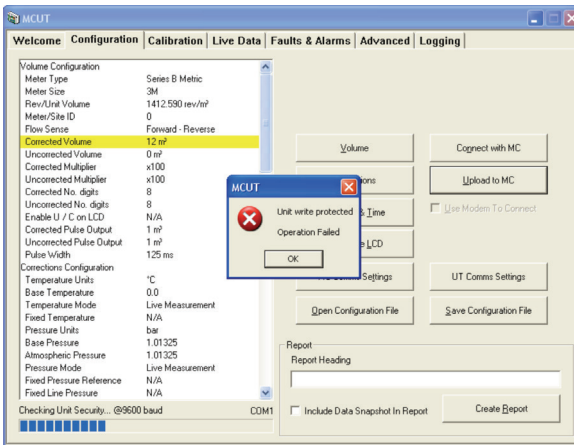 MCUT
Welcome Configuration Calibration Live Data Faults & Alarms Advanced Logging
Volume Configuration
Meter Type Series B Metric
Meter Size 3M
Rev/Unit Volume 1412.590 rev/m³
Meter/Site ID 0
Flow Sense Forward - Reverse
Corrected Volume 12 m³
Uncorrected Volume 0 m³
Corrected Multiplier x100
Uncorrected Multiplier x100
Corrected No. digits 8
Uncorrected No. digits 8
Enable U / C on LCD N/A
Corrected Pulse Output 1 m³
Uncorrected Pulse Output 1 m³
Pulse Width 125 ms
Corrections Configuration
Temperature Units °C
Base Temperature 0.0
Temperature Mode Live Measurement
Fixed Temperature N/A
Pressure Units bar
Base Pressure 1.01325
Atmospheric Pressure 1.01325
Pressure Mode Live Measurement
Fixed Pressure Reference N/A
Fixed Line Pressure N/A
Checking Unit Security... @9600 baud COM1
MCUT
Unit write protected
Operation Failed
OK
Volume
Connect with MC
Upload to MC
& Time
Use Modem To Connect
LCD
Settings
UT Comms Settings
Open Configuration File
Save Configuration File
Report
Report Heading
Include Data Snapshot In Report
Create Report